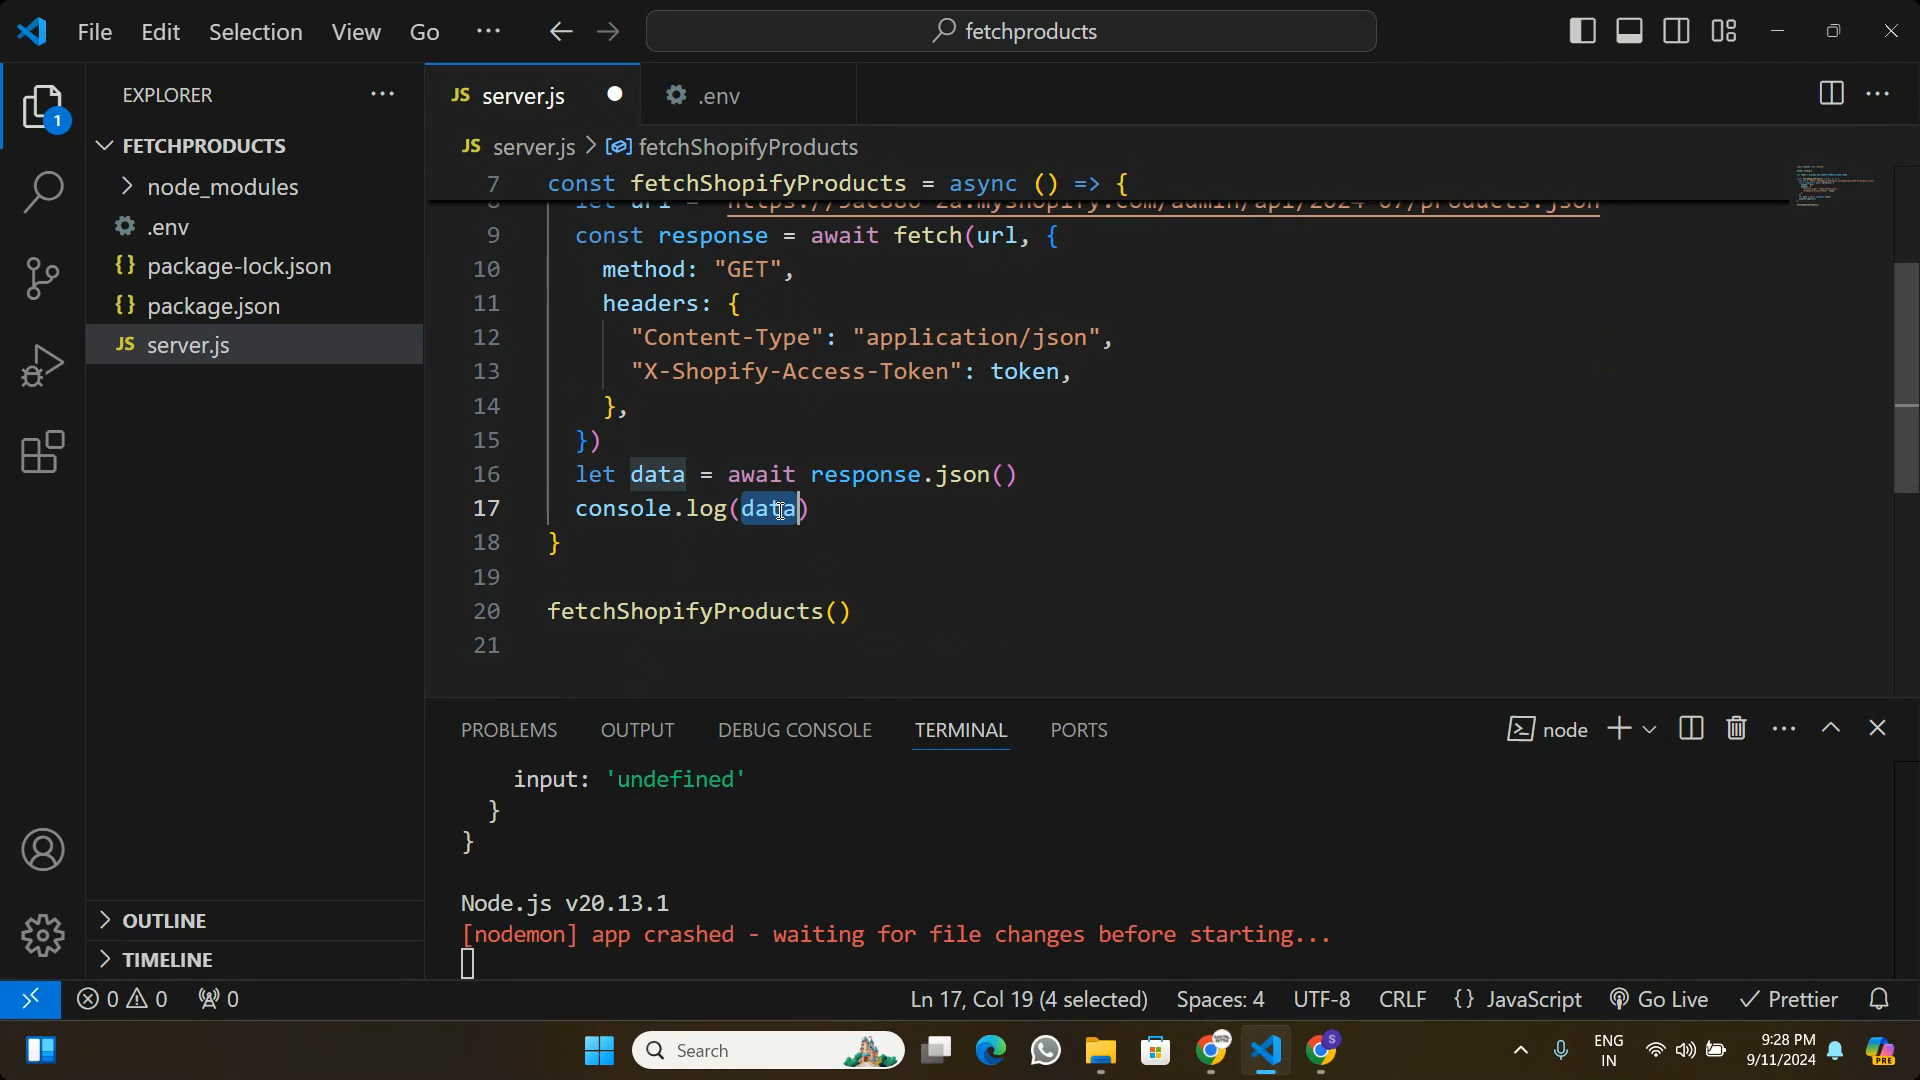 File Edit Selection View Go ··· fetchproducts
EXPLORER ···
JS server.js .env ···
1
FETCHPRODUCTS
node_modules
.env
{} package-lock.json
{} package.json
JS server.js
OUTLINE
TIMELINE
JS server.js > fetchShopifyProducts
7 const fetchShopifyProducts = async () => {
9 const response = await fetch(url, {
10 method: "GET",
11 headers: {
12 "Content-Type": "application/json",
13 "X-Shopify-Access-Token": token,
14 },
15 })
16 let data = await response.json()
17 console.log(data)
18 }
19
20 fetchShopifyProducts()
21
PROBLEMS OUTPUT DEBUG CONSOLE TERMINAL PORTS node ···
input: 'undefined'
}
}
Node.js v20.13.1
[nodemon] app crashed - waiting for file changes before starting...
0 0 0 Ln 17, Col 19 (4 selected) Spaces: 4 UTF-8 CRLF {} JavaScript Go Live Prettier
Search ENG 9:28 PM
IN 9/11/2024
PRE